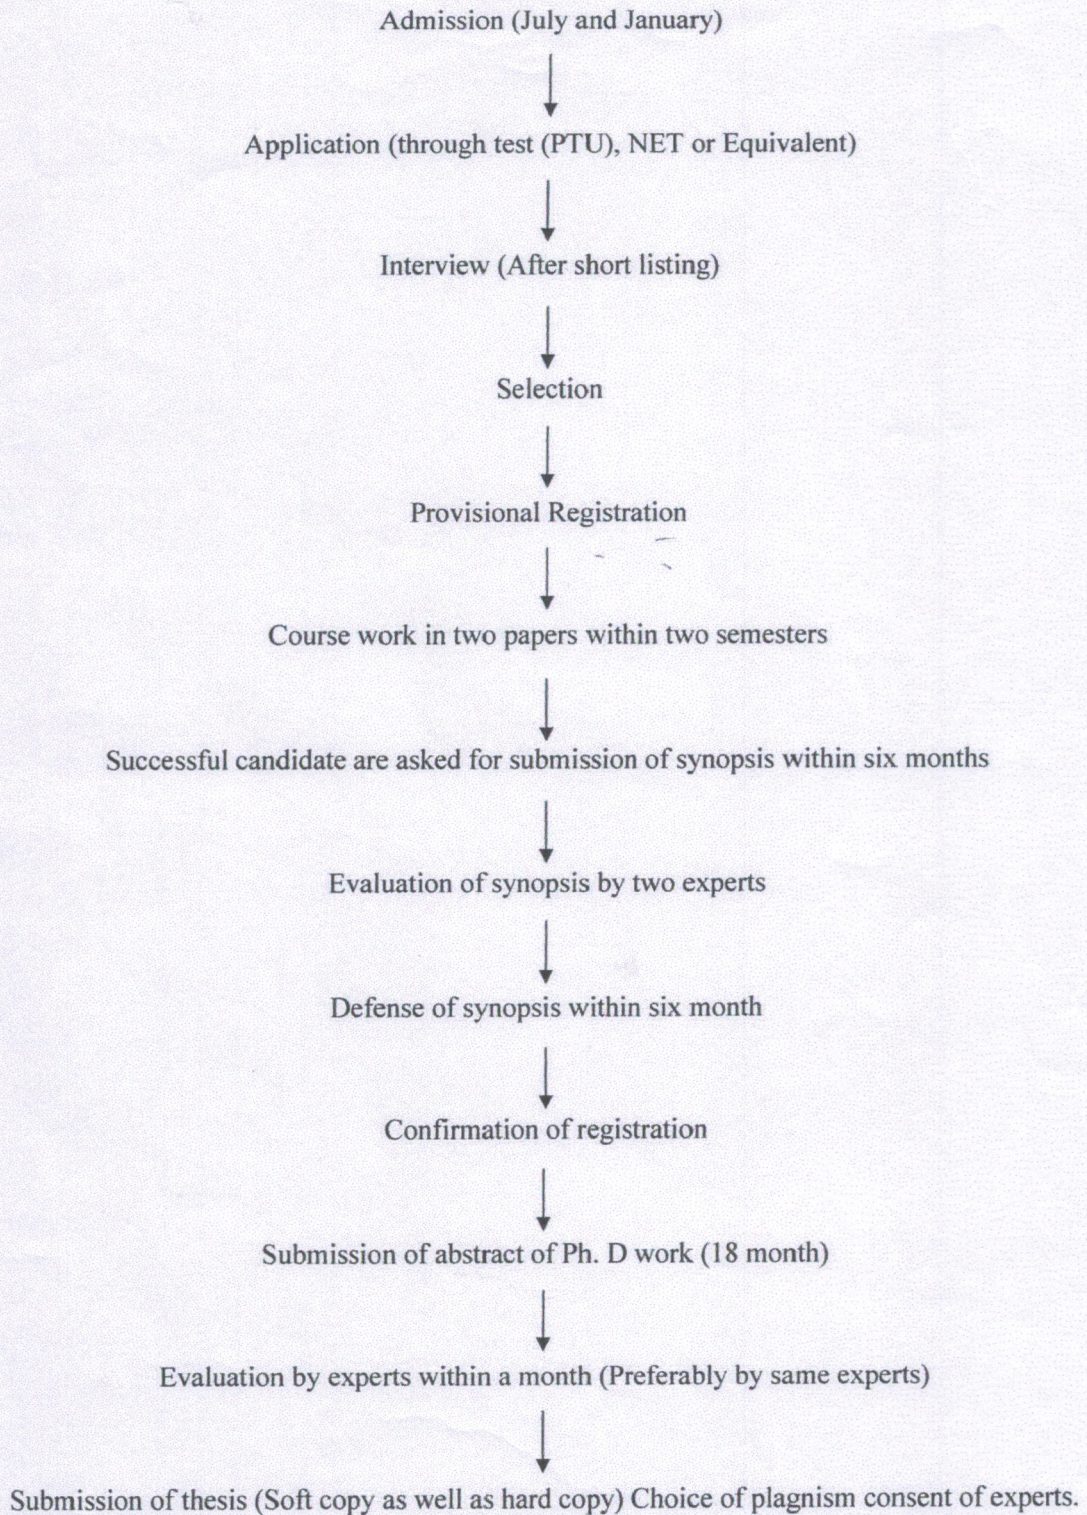 Admission (July and January)
Application (through test (PTU), NET or Equivalent)
Interview (After short listing)
Selection
Provisional Registration
Course work in two papers within two semesters
Successful candidate are asked for submission of synopsis within six months
Evaluation of synopsis by two experts
Defense of synopsis within six month
Confirmation of registration
Submission of abstract of Ph. D work (18 month)
Evaluation by experts within a month (Preferably by same experts)
Submission of thesis (Soft copy as well as hard copy) Choice of plagnism consent of experts.